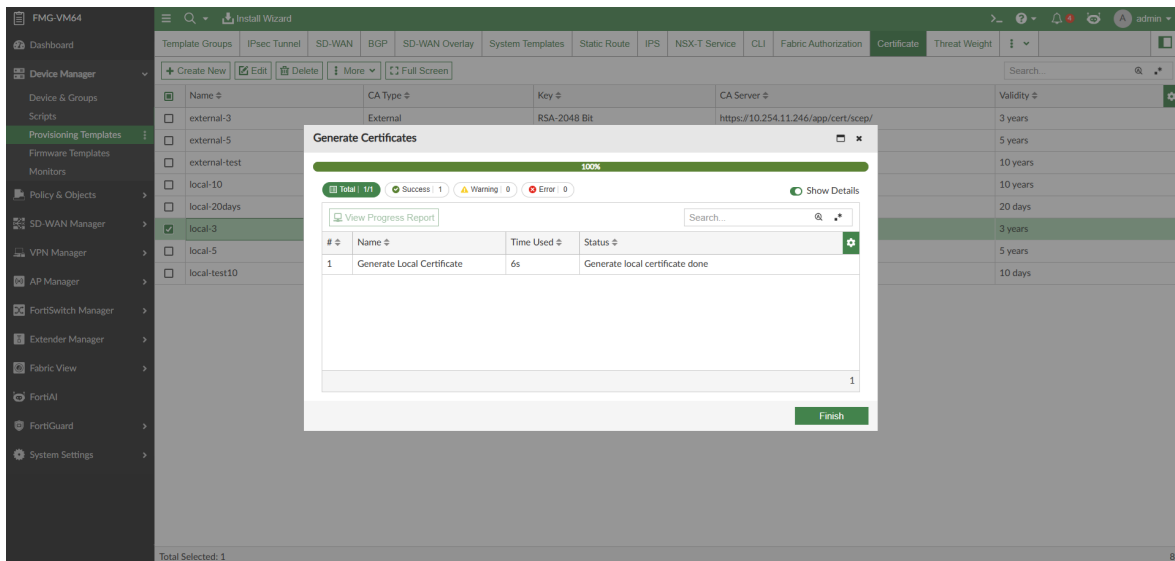 FMG-VM64
Install Wizard
4
A admin
Dashboard
Template Groups IPsec Tunnel SD-WAN BGP SD-WAN Overlay System Templates Static Route IPS NSX-T Service CLI Fabric Authorization Certificate Threat Weight
Device Manager
+ Create New Edit Delete More Full Screen Search...
Device & Groups
Name CA Type Key CA Server Validity
Scripts
external-3 External RSA-2048 Bit https://10.254.11.246/app/cert/scep/ 3 years
Provisioning Templates
external-5 5 years
Firmware Templates
external-test 10 years
Monitors
local-10 10 years
Policy & Objects
local-20days 20 days
SD-WAN Manager
local-3 3 years
VPN Manager
local-5 5 years
AP Manager
local-test10 10 days
FortiSwitch Manager
Extender Manager
Fabric View
FortiAI
FortiGuard
System Settings
Generate Certificates
100%
Total | 1/1 Success | 1 Warning | 0 Error | 0 Show Details
View Progress Report Search...
# Name Time Used Status
1 Generate Local Certificate 6s Generate local certificate done
1
Finish
Total Selected: 1 8